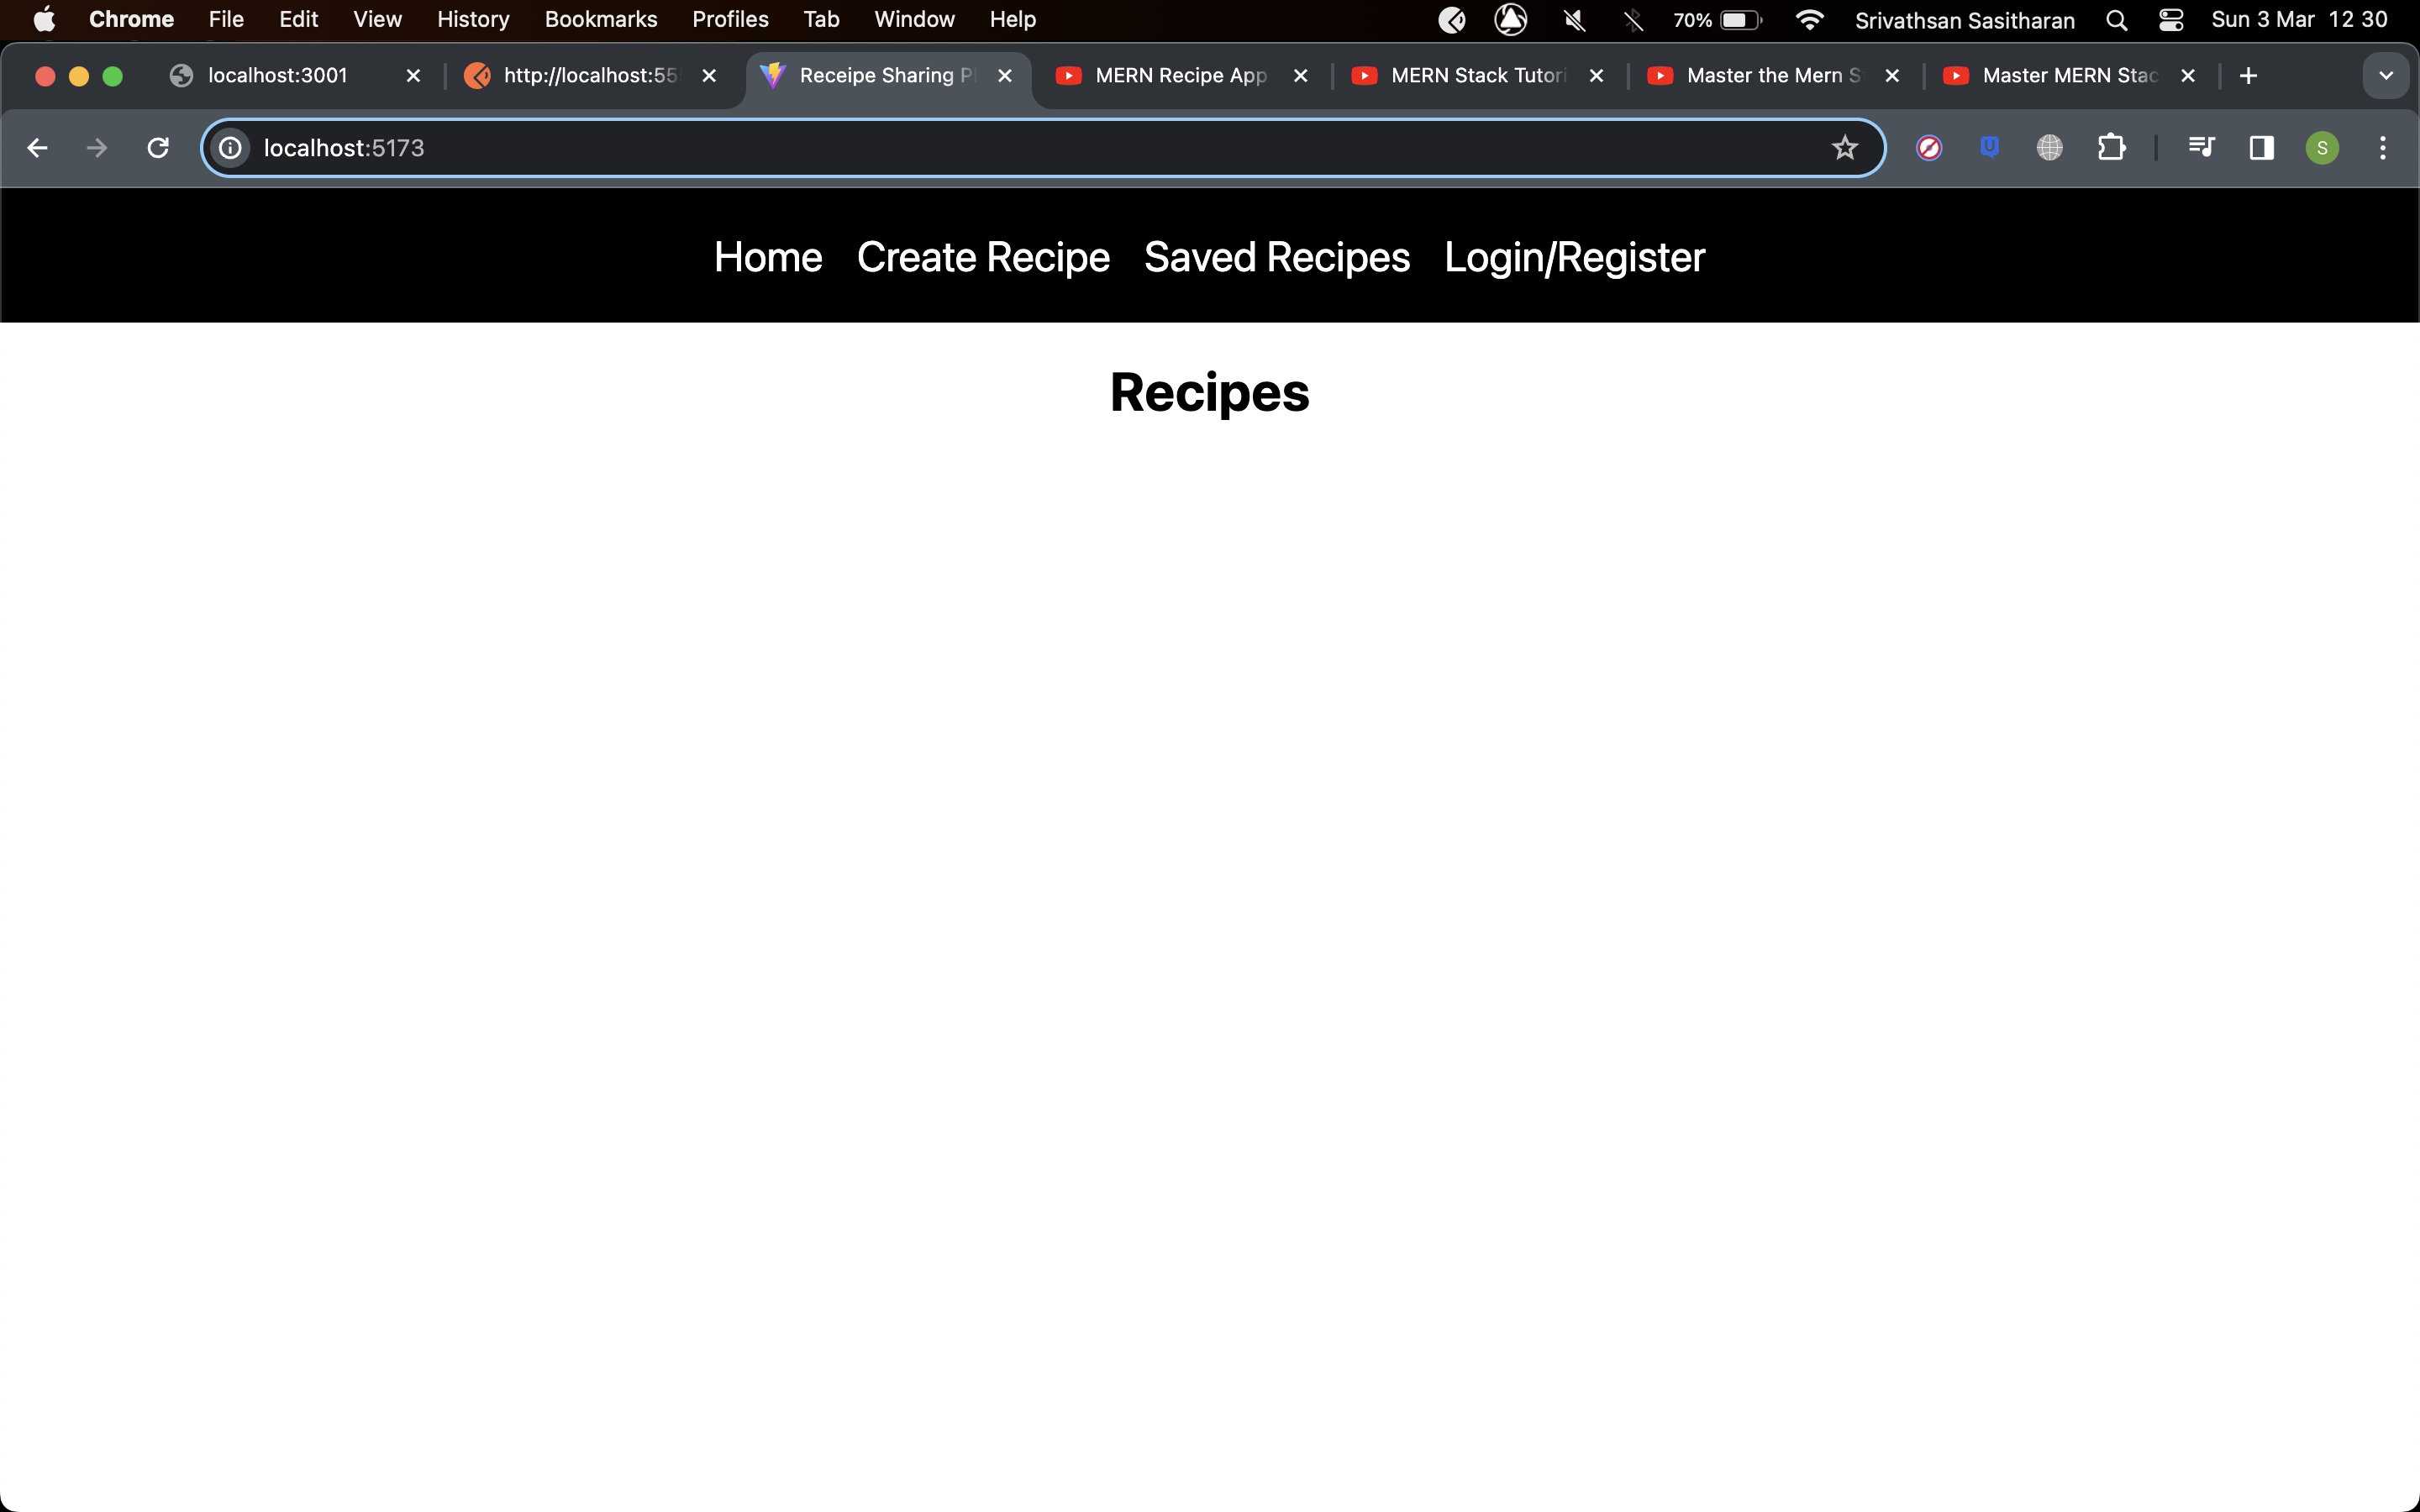 Chrome File Edit View History Bookmarks Profiles Tab Window Help 70% Srivathsan Sasitharan Sun 3 Mar 12 30
localhost:3001 http://localhost:55 Receipe Sharing Pl MERN Recipe App MERN Stack Tutori Master the Mern S Master MERN Stac
localhost:5173 S
Home Create Recipe Saved Recipes Login/Register
Recipes